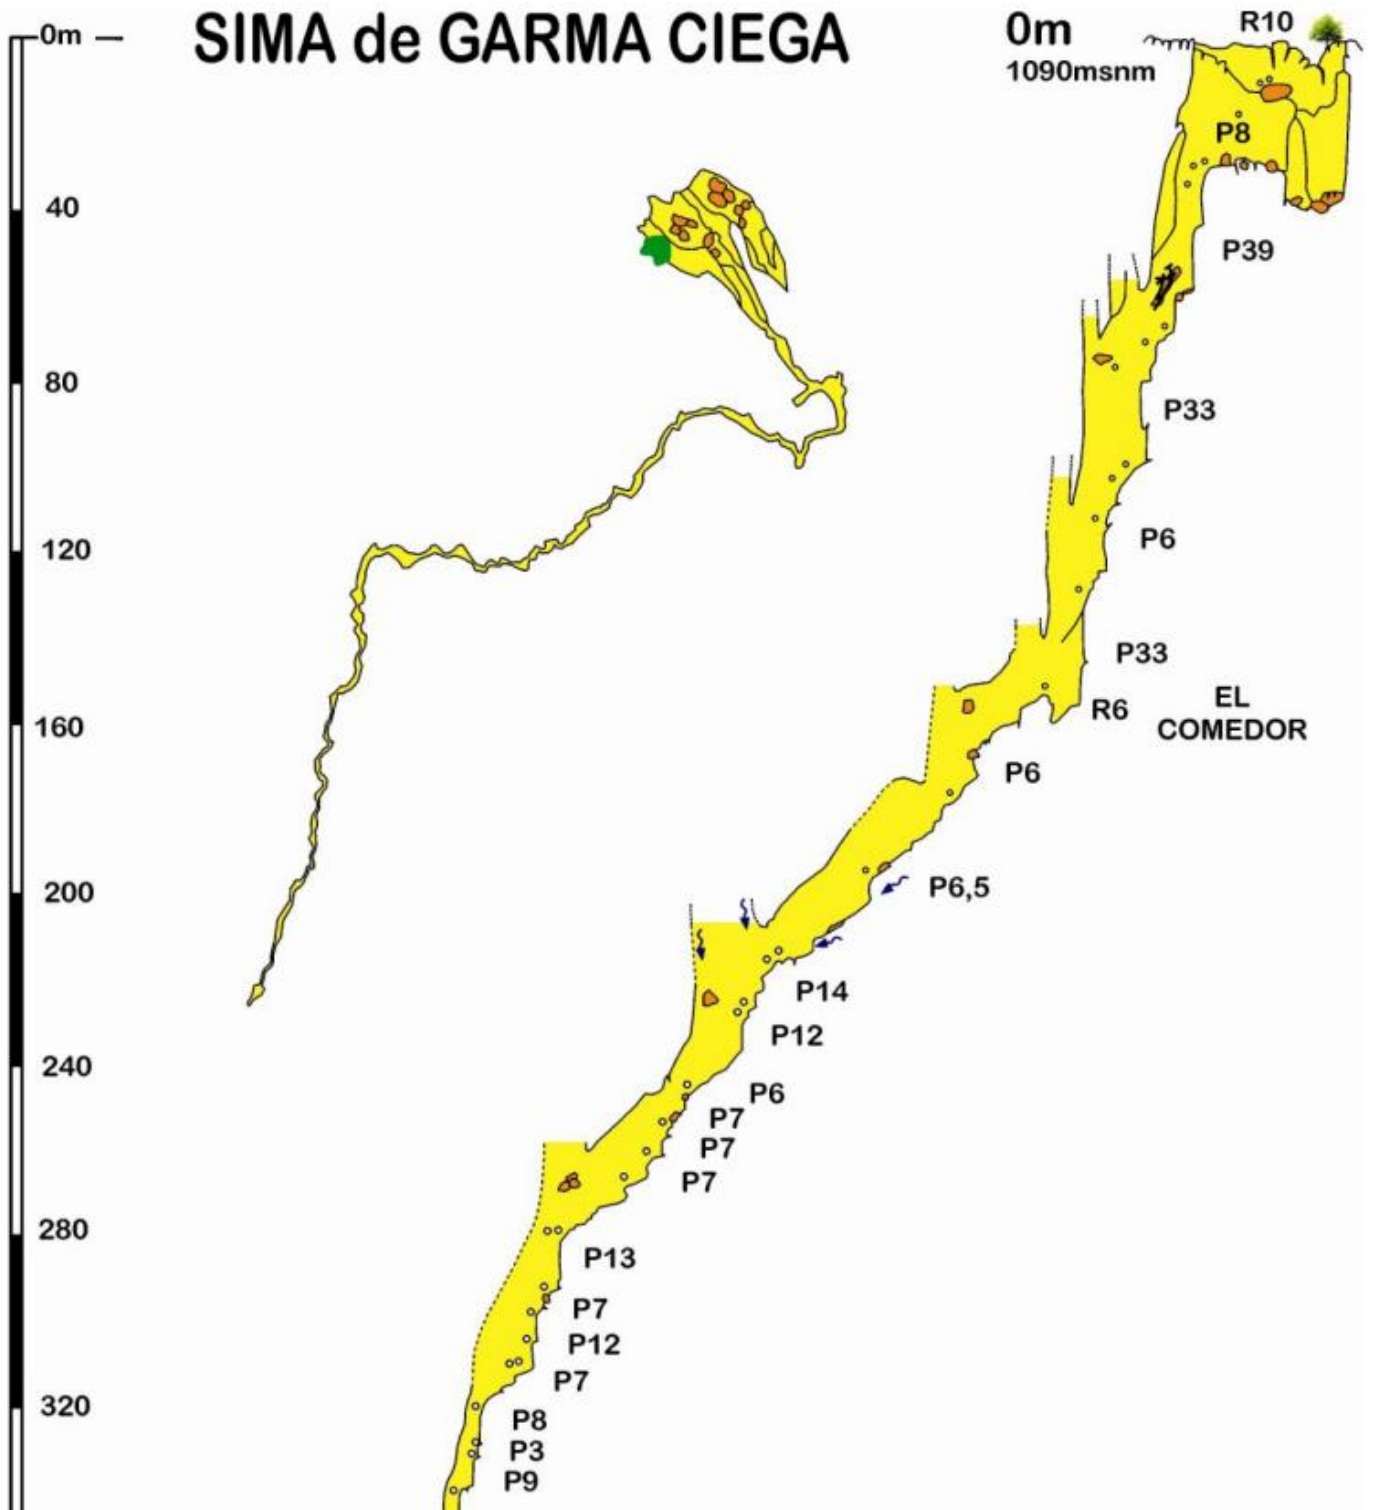 SIMA de GARMA CIEGA
0m
0m
1090msnm
R10
P8
40
P39
80
P33
120
P6
P33
R6
EL
COMEDOR
160
P6
200
P6,5
P14
P12
240
P6
P7
P7
P7
280
P13
P7
P12
P7
320
P8
P3
P9